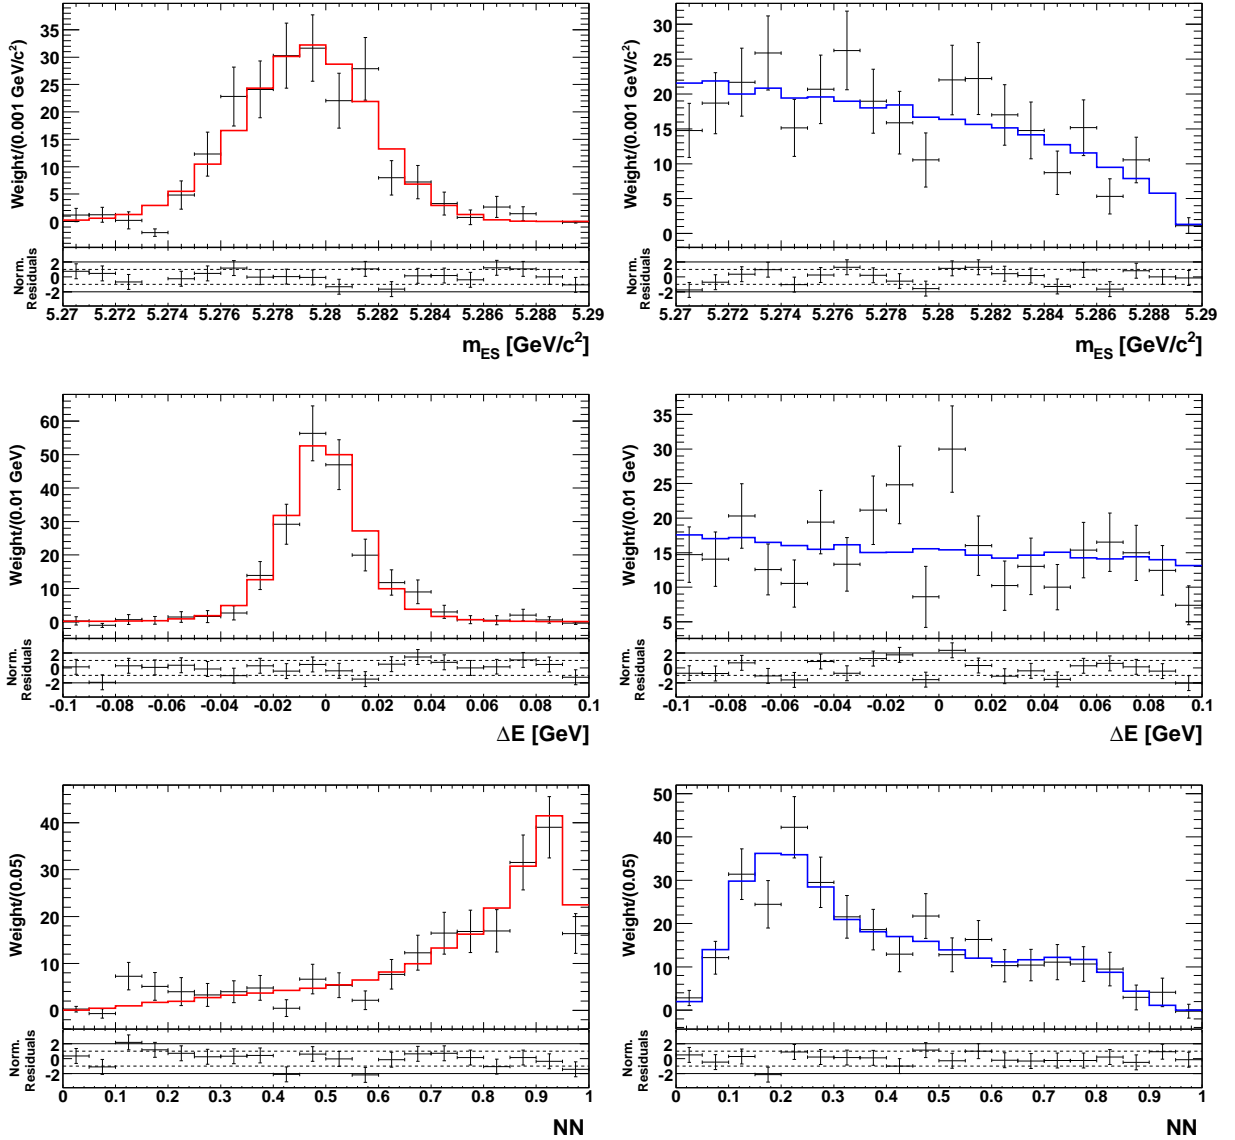 Weight/(0.001 GeV/c²)
35
30
25
20
15
10
5
0
Norm.
Residuals
2
0
-2
5.27 5.272 5.274 5.276 5.278 5.28 5.282 5.284 5.286 5.288 5.29
m_ES [GeV/c²]
Weight/(0.001 GeV/c²)
30
25
20
15
10
5
0
Norm.
Residuals
2
0
-2
5.27 5.272 5.274 5.276 5.278 5.28 5.282 5.284 5.286 5.288 5.29
m_ES [GeV/c²]
Weight/(0.01 GeV)
60
50
40
30
20
10
0
Norm.
Residuals
2
0
-2
-0.1 -0.08 -0.06 -0.04 -0.02 0 0.02 0.04 0.06 0.08 0.1
ΔE [GeV]
Weight/(0.01 GeV)
35
30
25
20
15
10
5
Norm.
Residuals
2
0
-2
-0.1 -0.08 -0.06 -0.04 -0.02 0 0.02 0.04 0.06 0.08 0.1
ΔE [GeV]
Weight/(0.05)
40
30
20
10
0
Norm.
Residuals
2
0
-2
0 0.1 0.2 0.3 0.4 0.5 0.6 0.7 0.8 0.9 1
NN
Weight/(0.05)
50
40
30
20
10
0
Norm.
Residuals
2
0
-2
0 0.1 0.2 0.3 0.4 0.5 0.6 0.7 0.8 0.9 1
NN